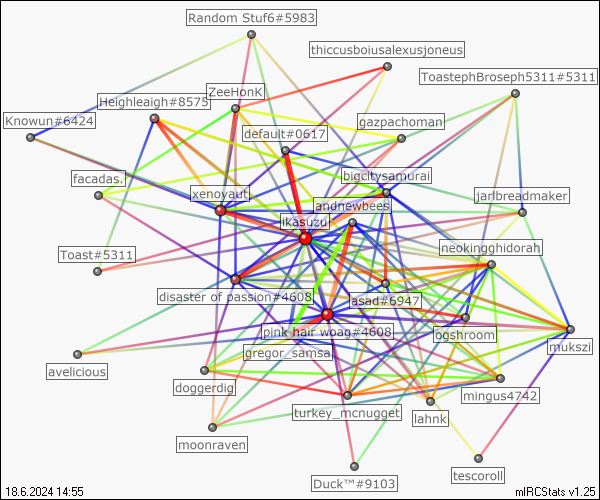 Random Stuf6#5983
thiccusboiusalexusjoneus
ToastephBroseph5311#5311
ZeeHonK
Heighleaigh#8575
gazpachoman
Knowun#6424
default#0617
bigcitysamurai
facadas.
xenovaut
jarlbreadmaker
andnewbees
ikasuzu
neokingghidorah
Toast#5311
disaster of passion#4608
asad#6947
pink hair woag#4608
ogshroom
mukszi
gregor_samsa.
avelicious
doggerdig
mingus4742
turkey_mcnugget
lahnk
moonraven
Duck™#9103
tescoroll
18.6.2024 14:55
mIRCStats v1.25